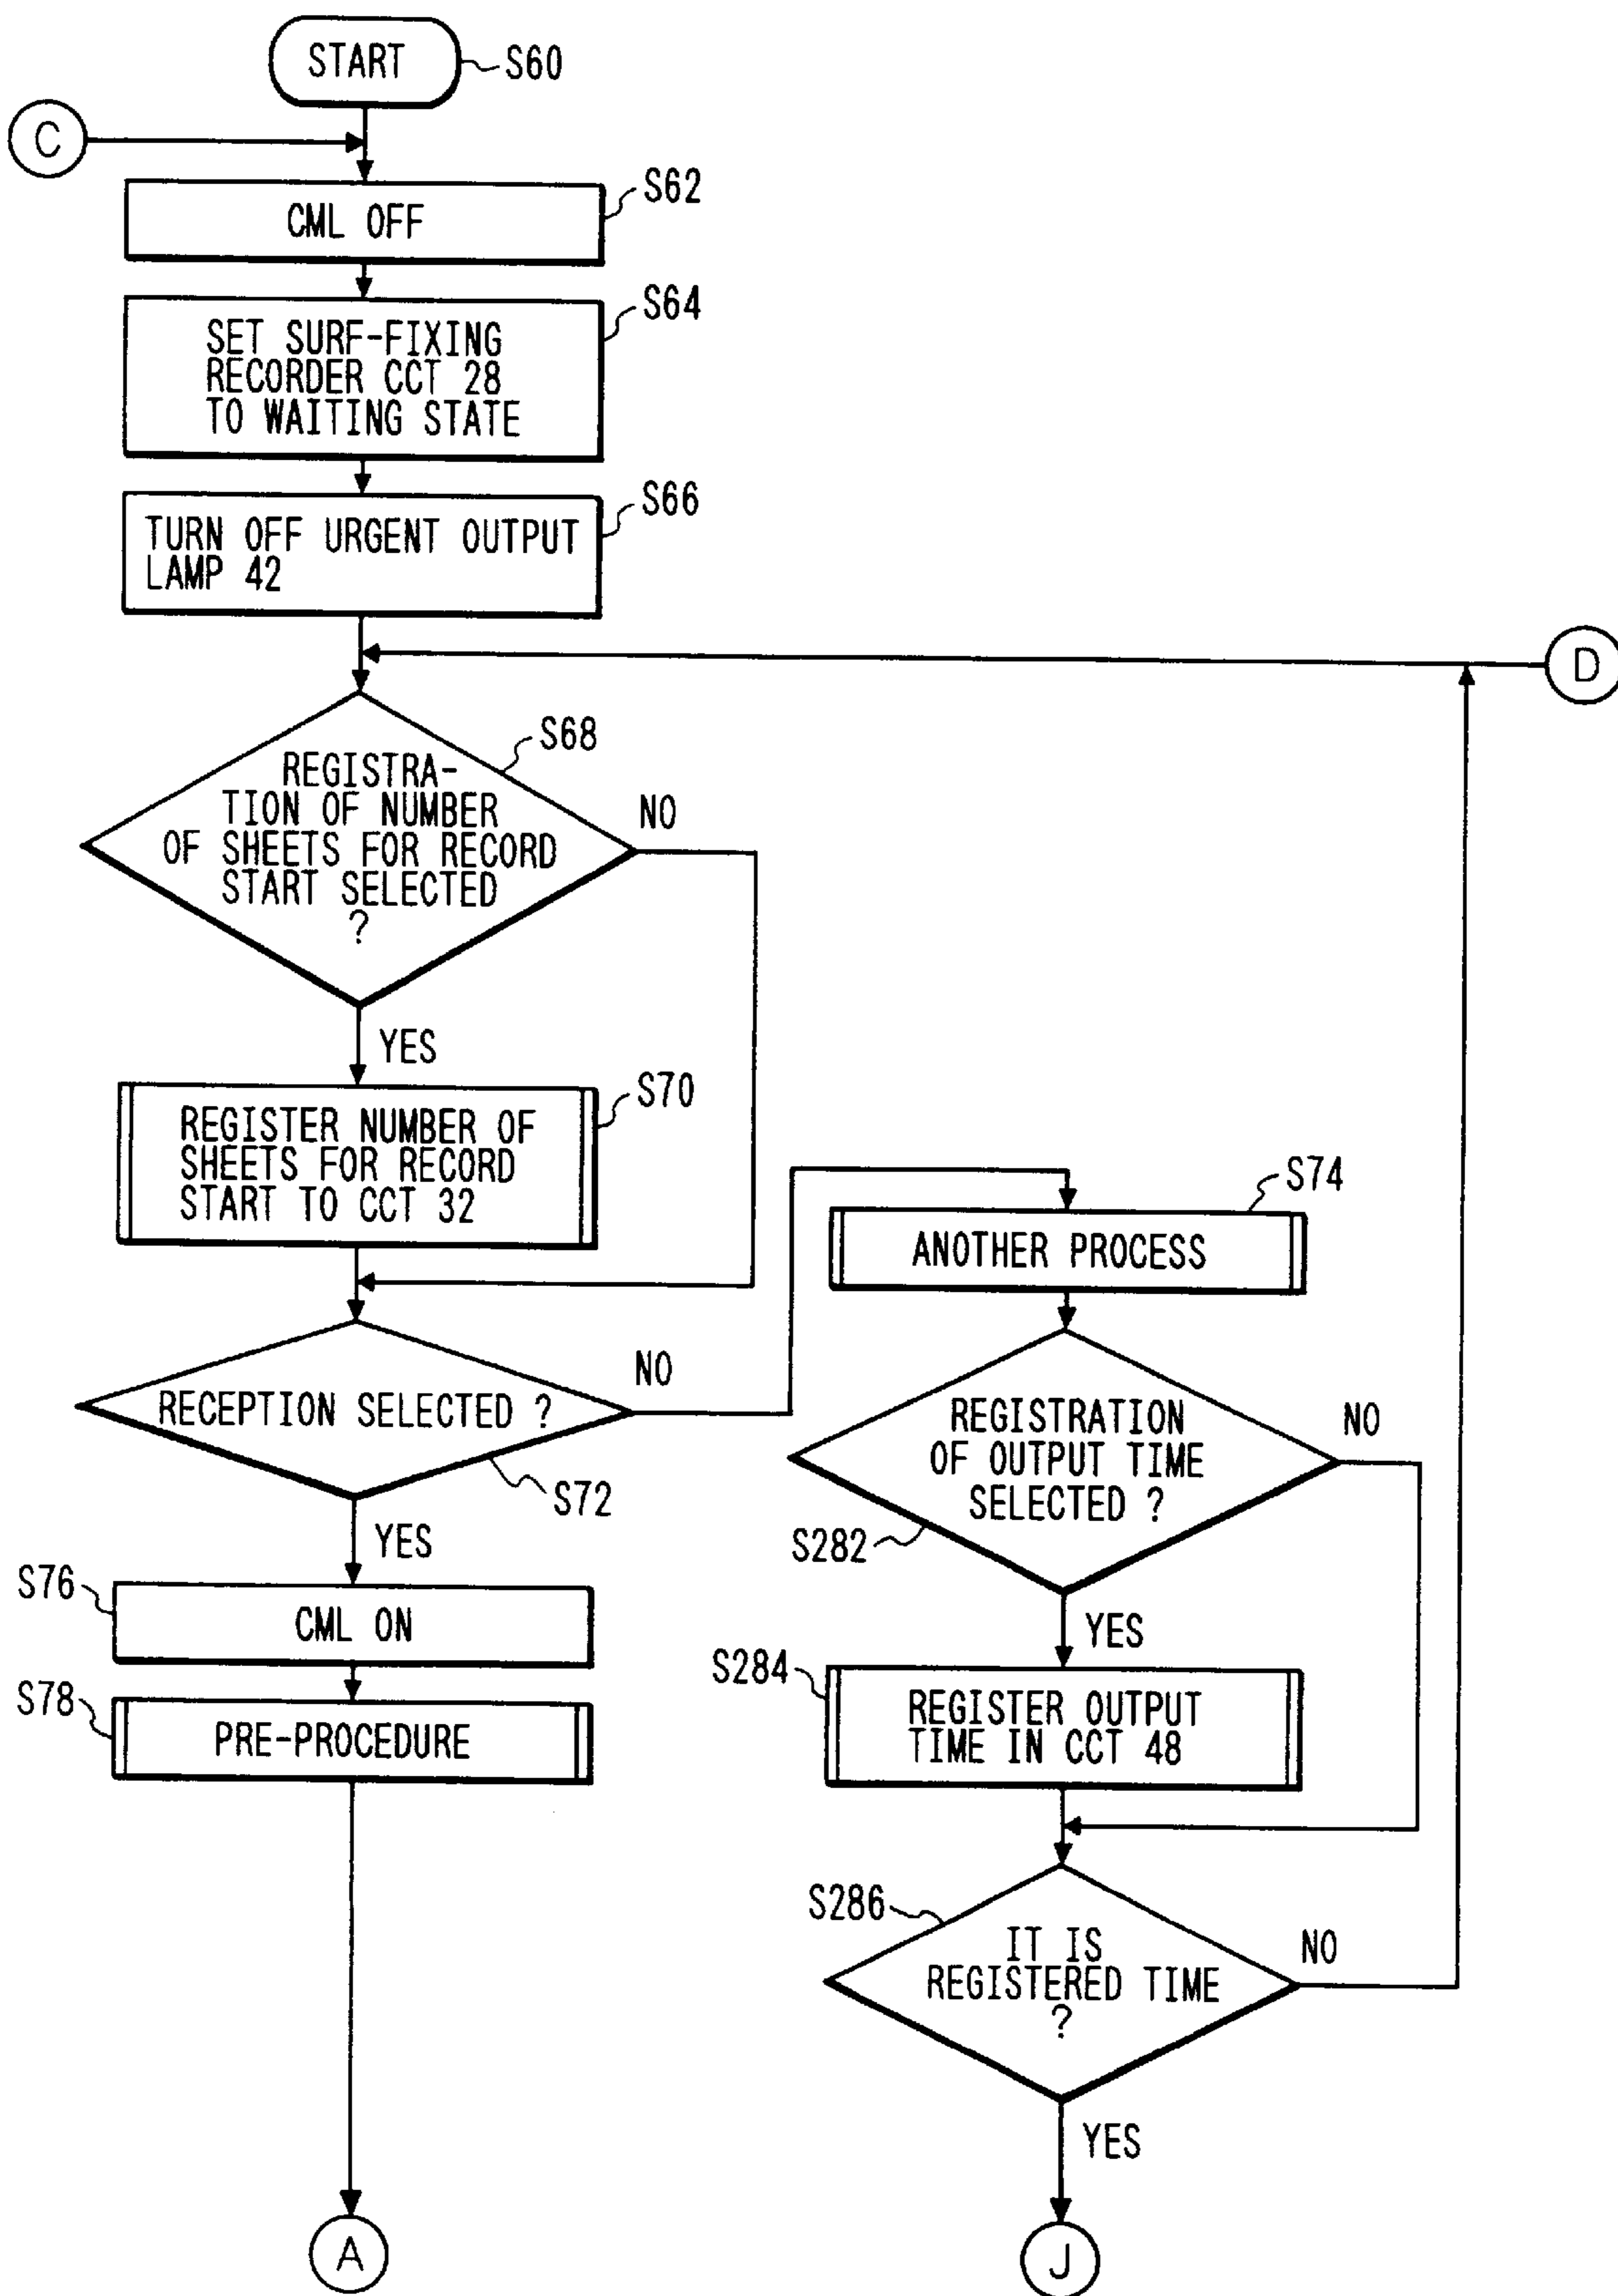 START
S60
C
S62
CML OFF
S64
SET SURF-FIXING
RECORDER CCT 28
TO WAITING STATE
S66
TURN OFF URGENT OUTPUT
LAMP 42
D
S68
REGISTRA-
TION OF NUMBER
OF SHEETS FOR RECORD
START SELECTED
?
NO
YES
S70
REGISTER NUMBER OF
SHEETS FOR RECORD
START TO CCT 32
RECEPTION SELECTED ?
NO
S72
YES
S76
CML ON
S78
PRE-PROCEDURE
A
S74
ANOTHER PROCESS
REGISTRATION
OF OUTPUT TIME
SELECTED ?
NO
S282
YES
S284
REGISTER OUTPUT
TIME IN CCT 48
S286
IT IS
REGISTERED TIME
?
NO
YES
J